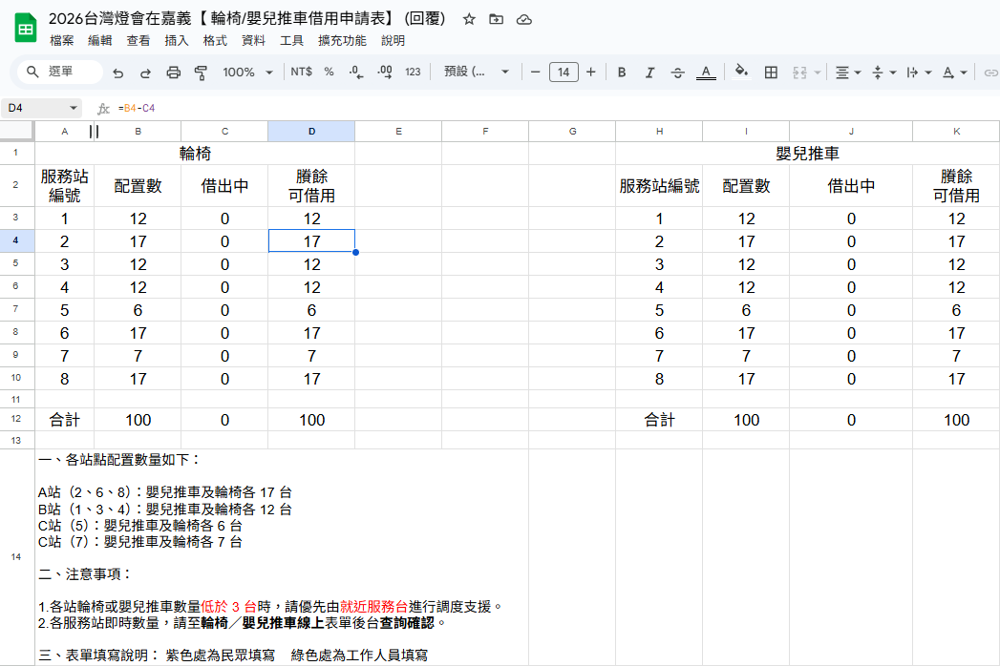 2026台灣燈會在嘉義【 輪椅/嬰兒推車借用申請表】 (回覆)
檔案 編輯 查看 插入 格式 資料 工具 擴充功能 說明
選單 100% NT$ % .0 .00 123 預設 (... 14 B I S A A
D4 fx =B4-C4
A B C D E F G H I J K
1 輪椅 嬰兒推車
2 服務站編號 配置數 借出中 賸餘可借用 服務站編號 配置數 借出中 賸餘可借用
3 1 12 0 12 1 12 0 12
4 2 17 0 17 2 17 0 17
5 3 12 0 12 3 12 0 12
6 4 12 0 12 4 12 0 12
7 5 6 0 6 5 6 0 6
8 6 17 0 17 6 17 0 17
9 7 7 0 7 7 7 0 7
10 8 17 0 17 8 17 0 17
11
12 合計 100 0 100 合計 100 0 100
13
14
一、各站點配置數量如下：
A站（2、6、8）：嬰兒推車及輪椅各 17 台
B站（1、3、4）：嬰兒推車及輪椅各 12 台
C站（5）：嬰兒推車及輪椅各 6 台
C站（7）：嬰兒推車及輪椅各 7 台
二、注意事項：
1.各站輪椅或嬰兒推車數量低於 3 台時，請優先由就近服務台進行調度支援。
2.各服務站即時數量，請至輪椅／嬰兒推車線上表單後台查詢確認。
三、表單填寫說明： 紫色處為民眾填寫 綠色處為工作人員填寫